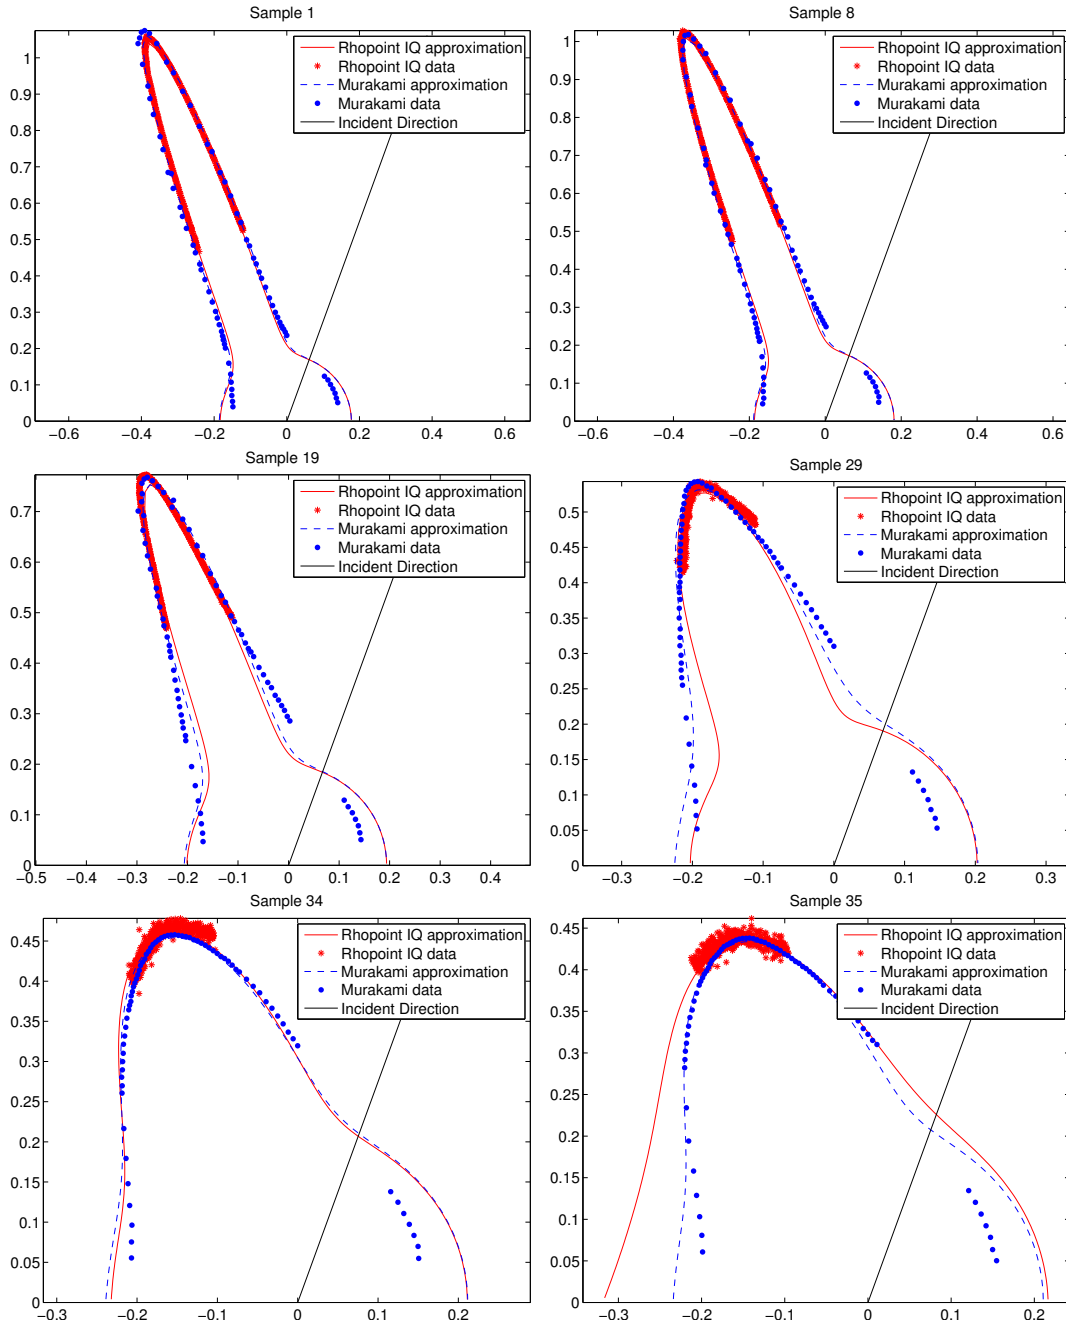 Sample 1
Rhopoint IQ approximation
Rhopoint IQ data
Murakami approximation
Murakami data
Incident Direction
1
0.9
0.8
0.7
0.6
0.5
0.4
0.3
0.2
0.1
0
−0.6 −0.4 −0.2 0 0.2 0.4 0.6
Sample 8
Rhopoint IQ approximation
Rhopoint IQ data
Murakami approximation
Murakami data
Incident Direction
1
0.9
0.8
0.7
0.6
0.5
0.4
0.3
0.2
0.1
0
−0.6 −0.4 −0.2 0 0.2 0.4 0.6
Sample 19
Rhopoint IQ approximation
Rhopoint IQ data
Murakami approximation
Murakami data
Incident Direction
0.7
0.6
0.5
0.4
0.3
0.2
0.1
0
−0.5 −0.4 −0.3 −0.2 −0.1 0 0.1 0.2 0.3 0.4
Sample 29
Rhopoint IQ approximation
Rhopoint IQ data
Murakami approximation
Murakami data
Incident Direction
0.5
0.45
0.4
0.35
0.3
0.25
0.2
0.15
0.1
0.05
0
−0.3 −0.2 −0.1 0 0.1 0.2 0.3
Sample 34
Rhopoint IQ approximation
Rhopoint IQ data
Murakami approximation
Murakami data
Incident Direction
0.45
0.4
0.35
0.3
0.25
0.2
0.15
0.1
0.05
0
−0.3 −0.2 −0.1 0 0.1 0.2
Sample 35
Rhopoint IQ approximation
Rhopoint IQ data
Murakami approximation
Murakami data
Incident Direction
0.45
0.4
0.35
0.3
0.25
0.2
0.15
0.1
0.05
0
−0.3 −0.2 −0.1 0 0.1 0.2